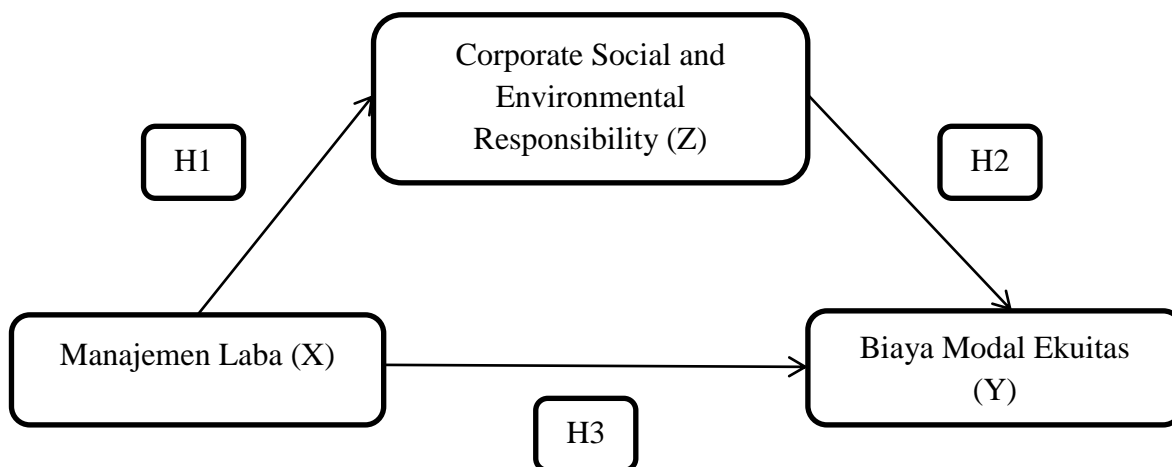 Corporate Social and
Environmental
Responsibility (Z)
H1
H2
Manajemen Laba (X)
Biaya Modal Ekuitas
(Y)
H3